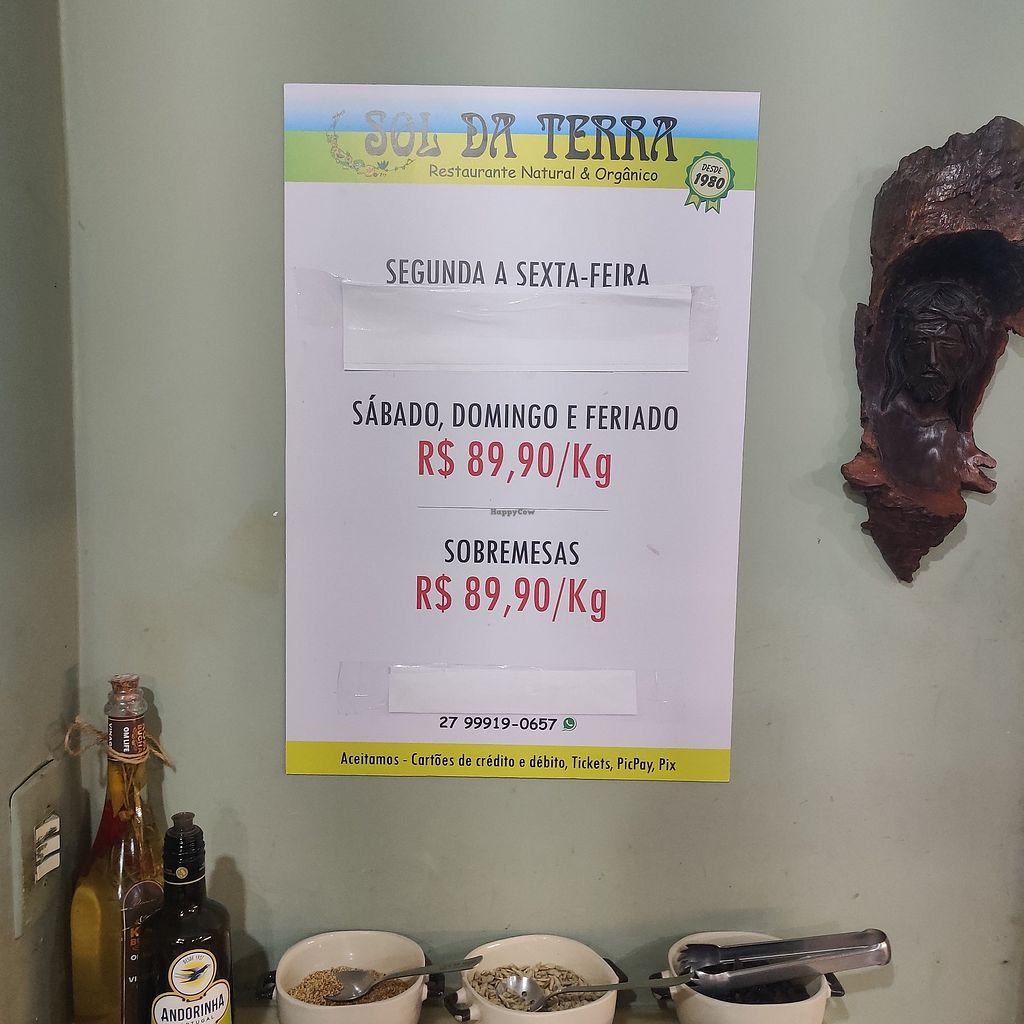 SOL DA TERRA
Restaurante Natural & Orgânico
DESDE
1980
SEGUNDA A SEXTA-FEIRA
SÁBADO, DOMINGO E FERIADO
R$ 89,90/Kg
HappyCow
SOBREMESAS
R$ 89,90/Kg
27 99919-0657
Aceitamos - Cartões de crédito e débito, Tickets, PicPay, Pix
OMLIFE
ANDORINHA